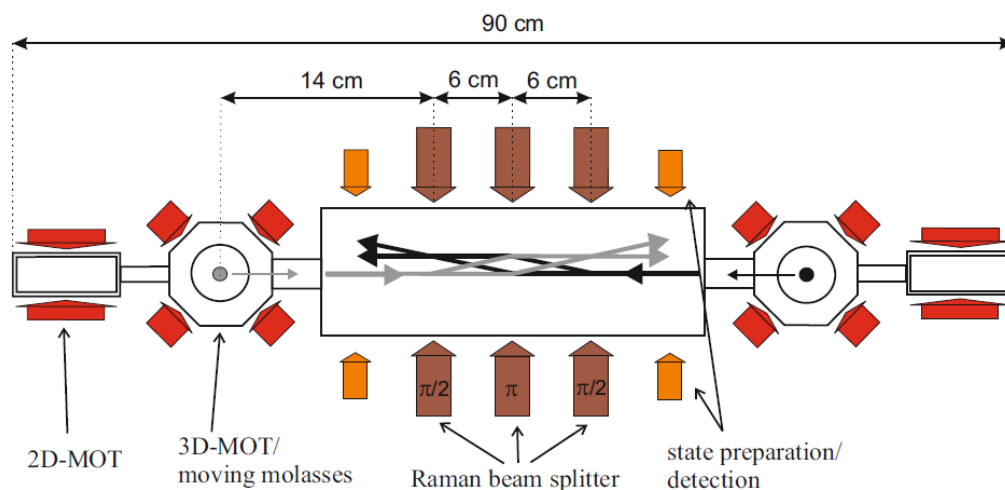 90 cm
14 cm
6 cm
6 cm
π/2
π
π/2
2D-MOT
3D-MOT/
moving molasses
Raman beam splitter
state preparation/
detection